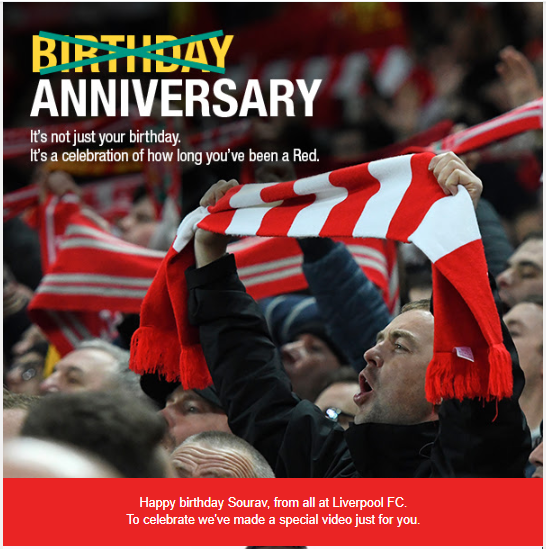 BIRTHDAY
ANNIVERSARY
It's not just your birthday.
It's a celebration of how long you've been a Red.
Happy birthday Sourav, from all at Liverpool FC.
To celebrate we've made a special video just for you.